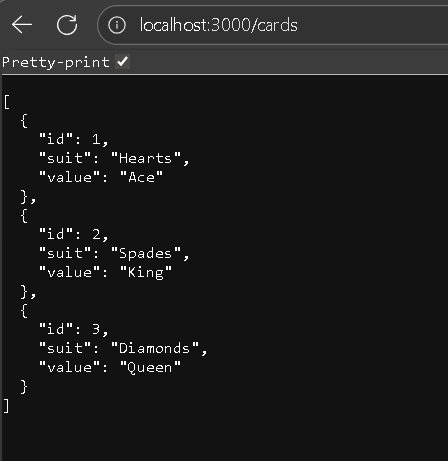 localhost:3000/cards
Pretty-print
[
  {
    "id": 1,
    "suit": "Hearts",
    "value": "Ace"
  },
  {
    "id": 2,
    "suit": "Spades",
    "value": "King"
  },
  {
    "id": 3,
    "suit": "Diamonds",
    "value": "Queen"
  }
]